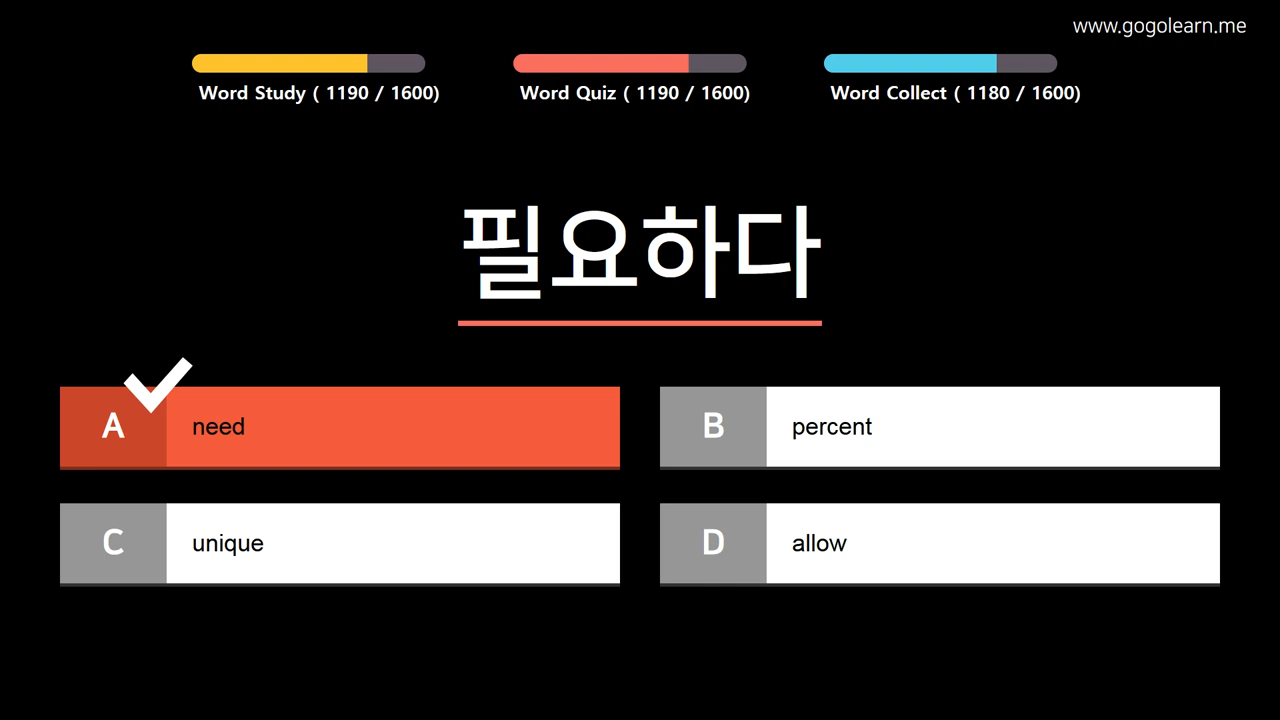 www.gogolearn.me
Word Study ( 1190 / 1600)
Word Quiz ( 1190 / 1600)
Word Collect ( 1180 / 1600)
필요하다
A need
B percent
C unique
D allow